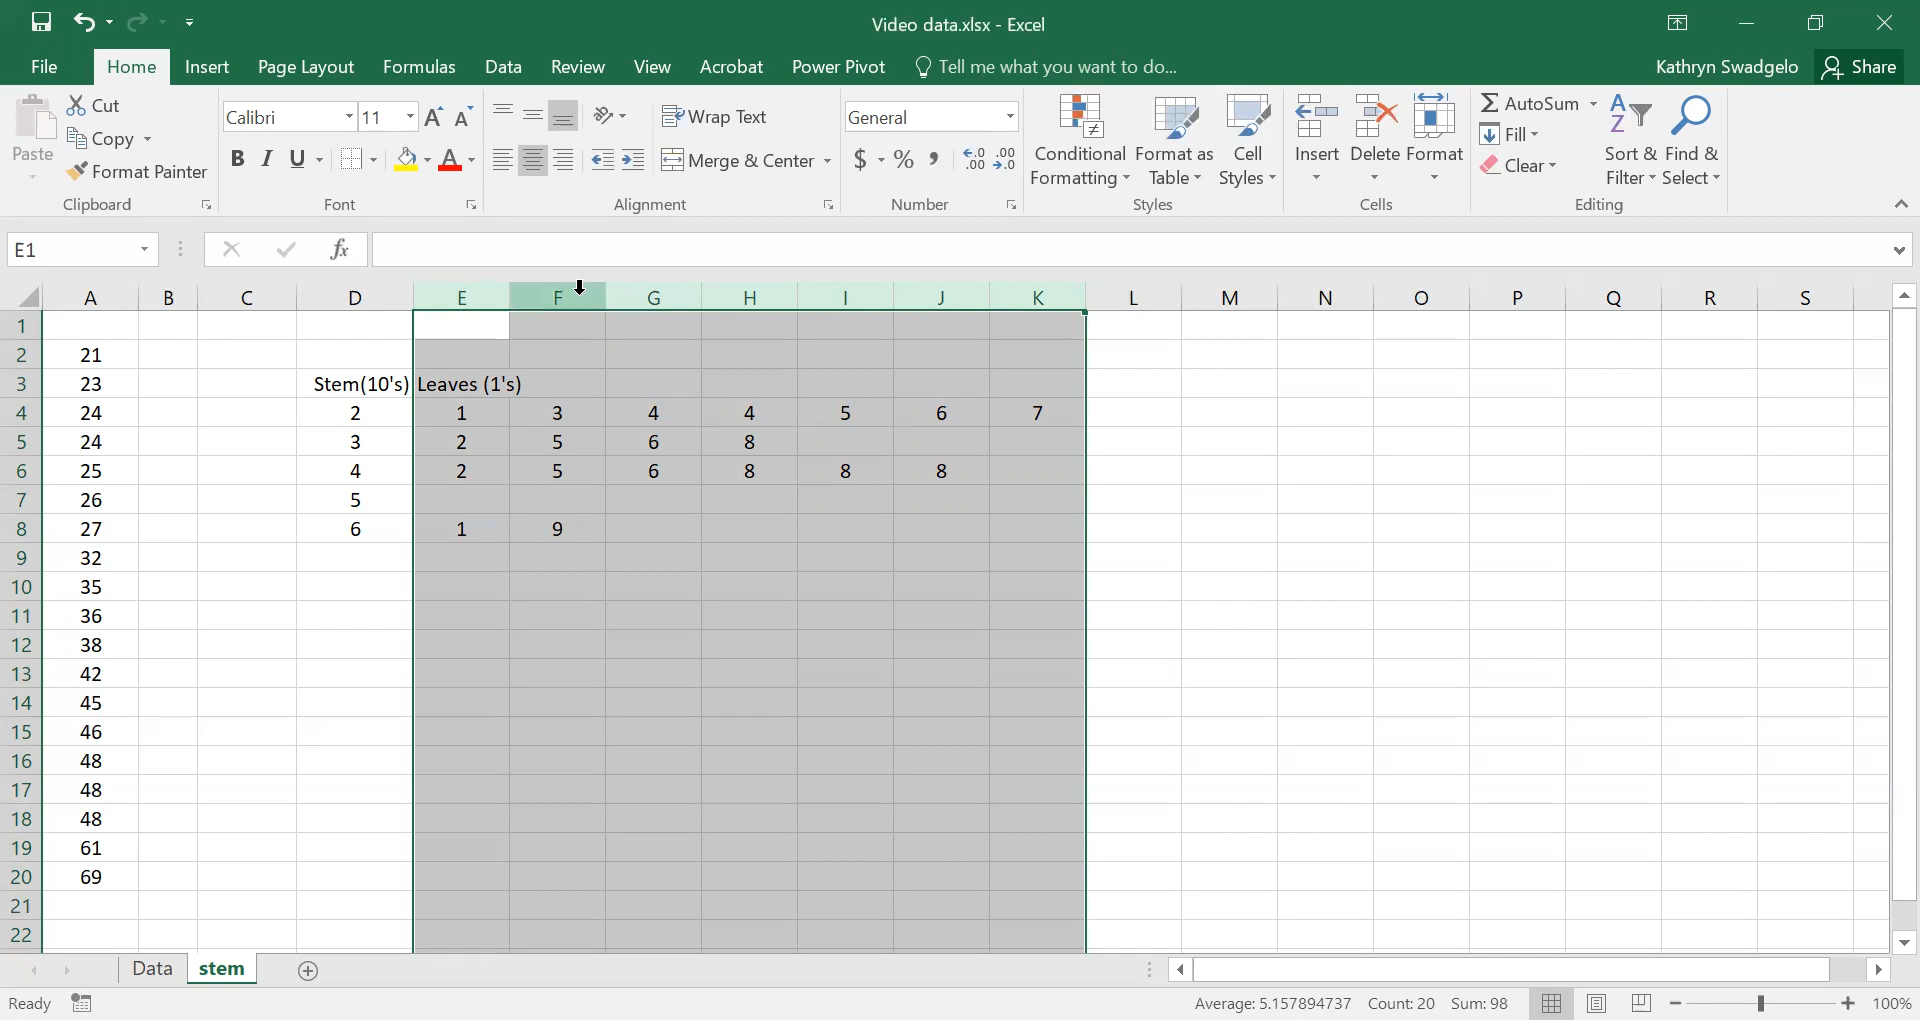 Video data.xlsx - Excel
File Home Insert Page Layout Formulas Data Review View Acrobat Power Pivot Tell me what you want to do... Kathryn Swadgelo Share
Paste Cut Copy Format Painter Clipboard
Calibri 11 A A B I U A Font
Wrap Text Merge & Center Alignment
General $ % , .0 .00 .00 .0 Number
Conditional Formatting Format as Table Cell Styles Styles
Insert Delete Format Cells
AutoSum Fill Clear Sort & Filter Find & Select Editing
E1 fx
A B C D E F G H I J K L M N O P Q R S
1
2 21
3 23 Stem(10's) Leaves (1's)
4 24 2 1 3 4 4 5 6 7
5 24 3 2 5 6 8
6 25 4 2 5 6 8 8 8
7 26 5
8 27 6 1 9
9 32
10 35
11 36
12 38
13 42
14 45
15 46
16 48
17 48
18 48
19 61
20 69
21
22
Data stem
Ready Average: 5.157894737 Count: 20 Sum: 98 100%